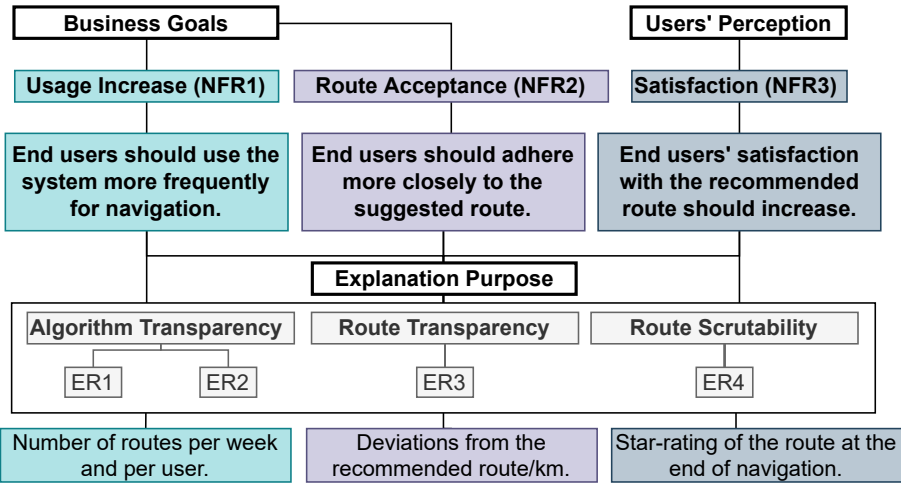 Business Goals
Users' Perception
Usage Increase (NFR1)
Route Acceptance (NFR2)
Satisfaction (NFR3)
End users should use the
system more frequently
for navigation.
End users should adhere
more closely to the
suggested route.
End users' satisfaction
with the recommended
route should increase.
Explanation Purpose
Algorithm Transparency
Route Transparency
Route Scrutability
ER1
ER2
ER3
ER4
Number of routes per week
and per user.
Deviations from the
recommended route/km.
Star-rating of the route at the
end of navigation.